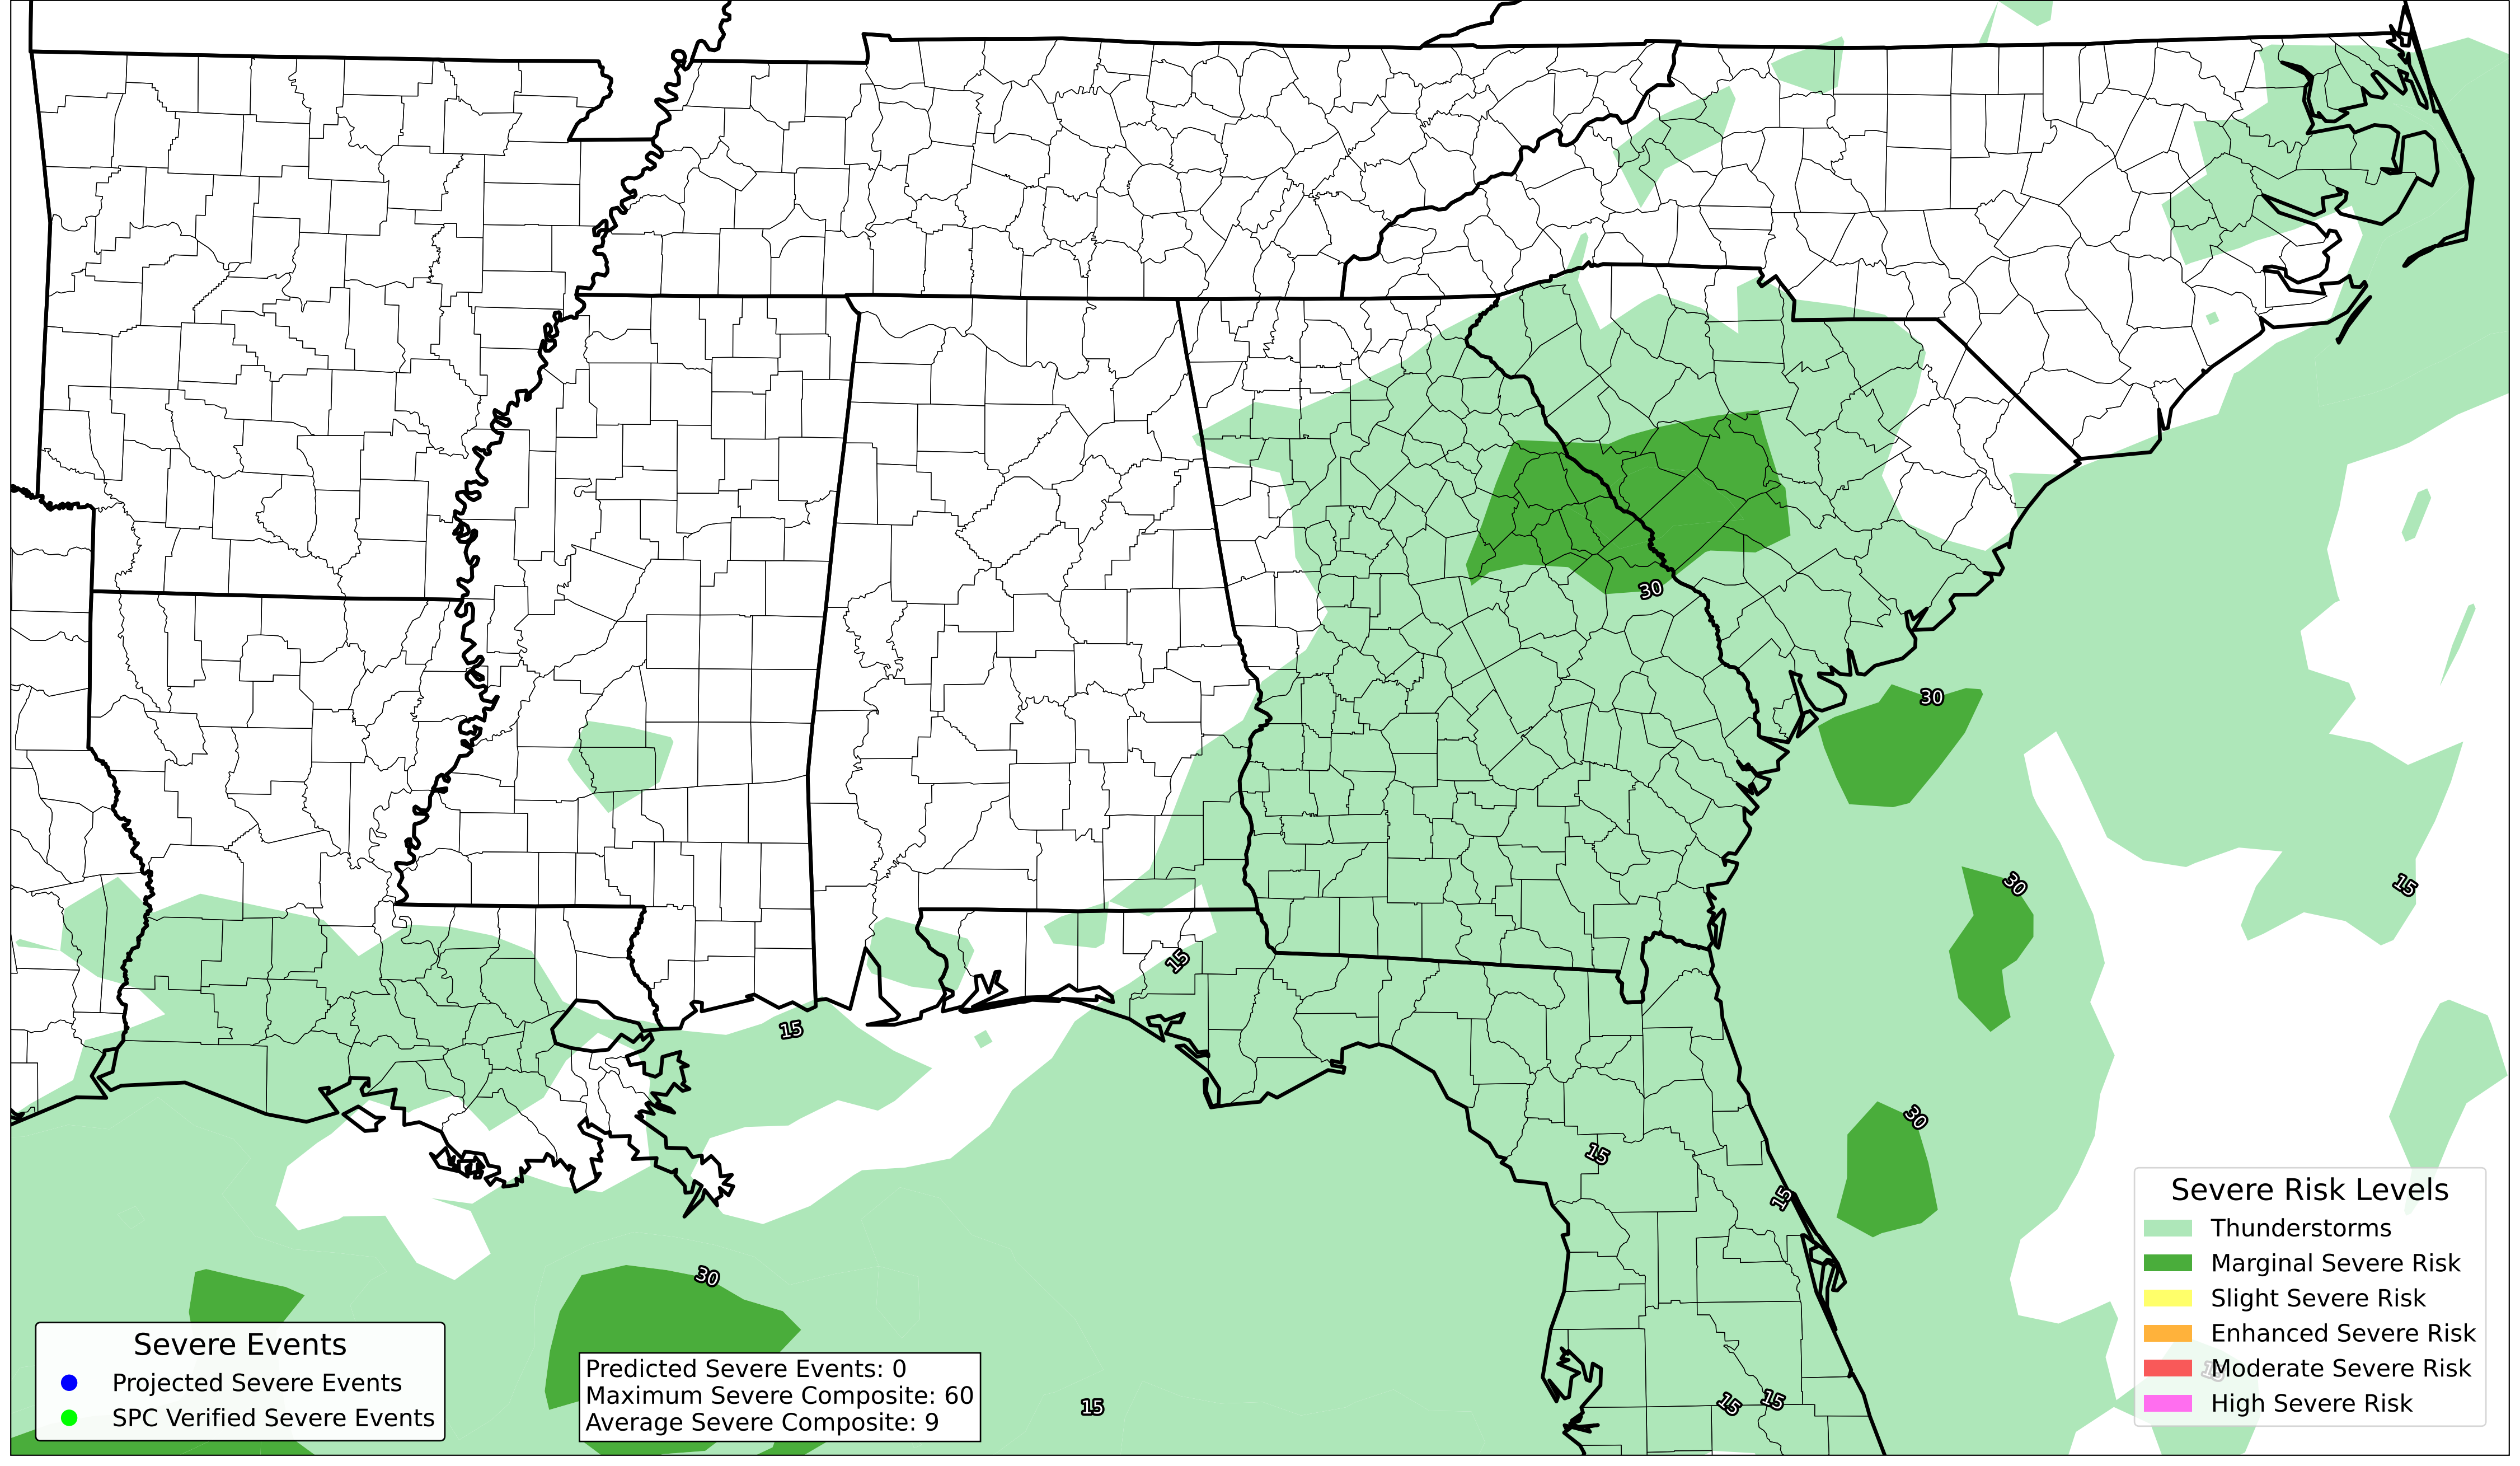 30
30
30
15
15
15
15
15
30
30
15
15
15
15
Severe Events
Projected Severe Events
SPC Verified Severe Events
Predicted Severe Events: 0
Maximum Severe Composite: 60
Average Severe Composite: 9
Severe Risk Levels
Thunderstorms
Marginal Severe Risk
Slight Severe Risk
Enhanced Severe Risk
Moderate Severe Risk
High Severe Risk